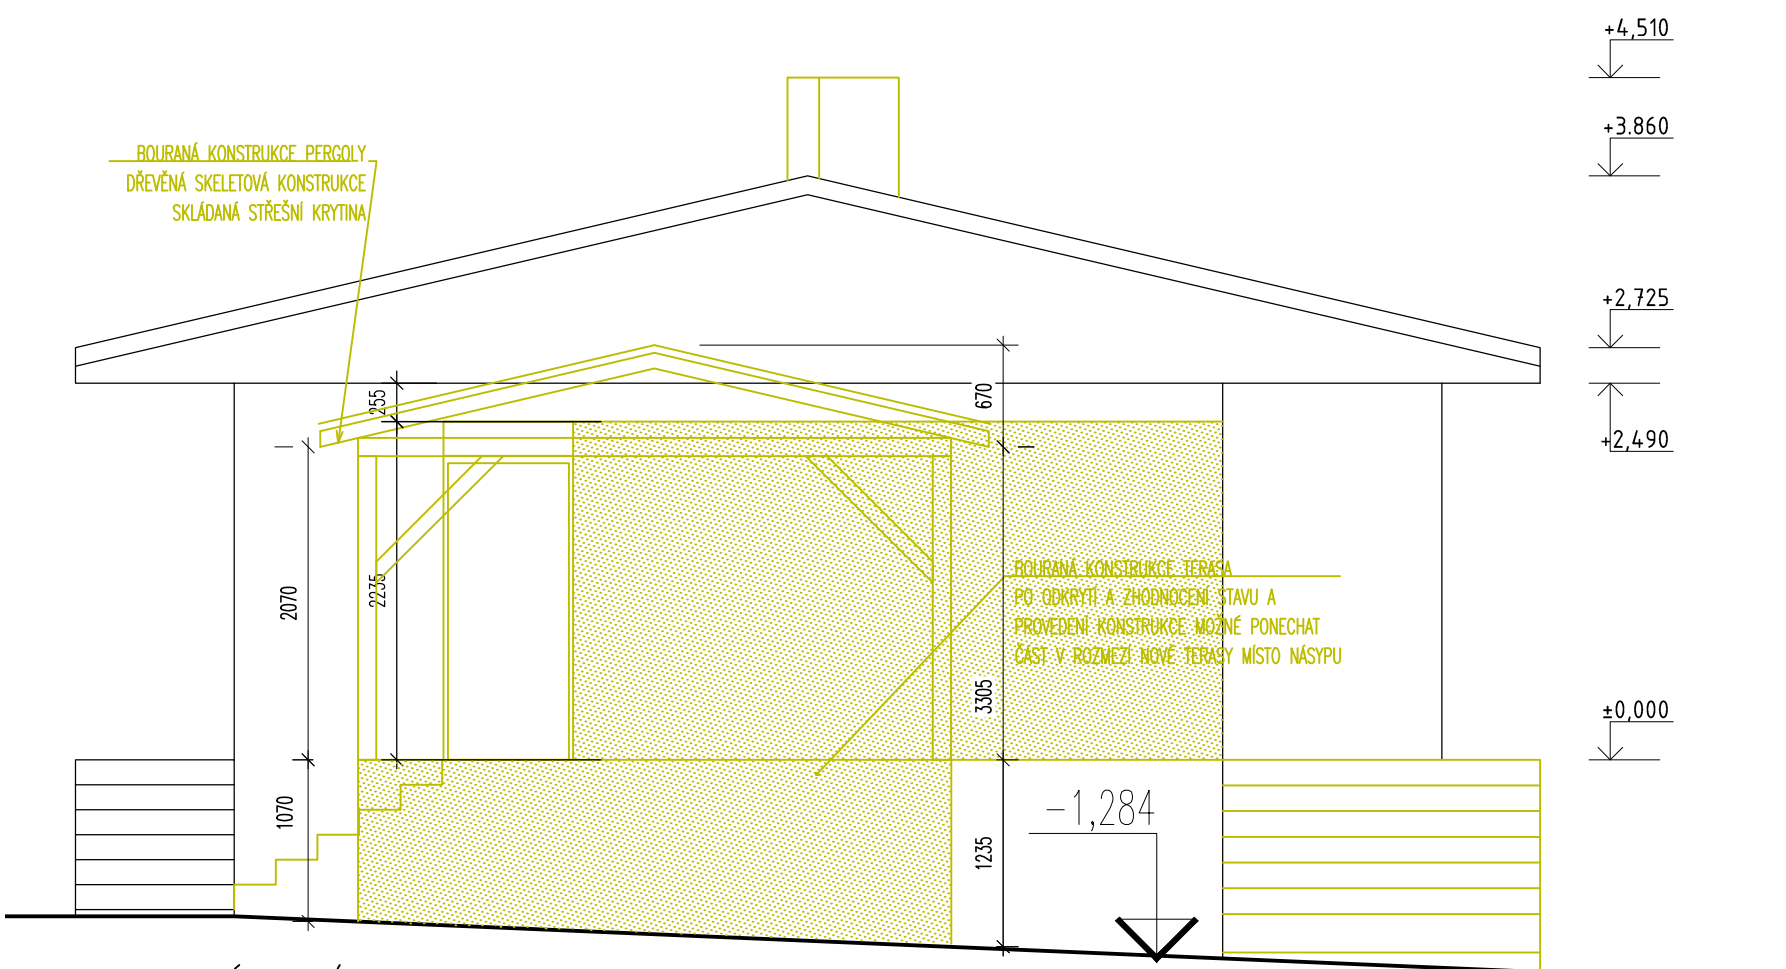 +4,510
+3.860
BOURANÁ KONSTRUKCE PERGOLY
DŘEVĚNÁ SKELETOVÁ KONSTRUKCE
SKLÁDANÁ STŘEŠNÍ KRYTINA
+2,725
255
670
+2,490
2070
2235
BOURANÁ KONSTRUKCE TERASA
PO ODKRYTÍ A ZHODNOCENÍ STAVU A
PROVEDENÍ KONSTRUKCE MOŽNÉ PONECHAT
ČÁST V ROZMEZÍ NOVÉ TERASY MÍSTO NÁSYPU
3305
±0,000
1070
-1,284
1235